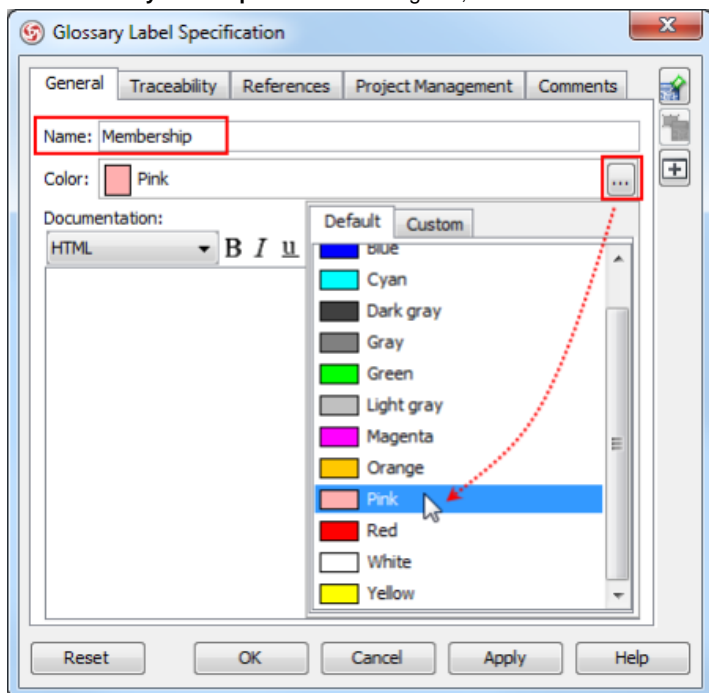 Glossary Label Specification
General Traceability References Project Management Comments
Name: Membership
Color: Pink ...
Documentation:
HTML B I u
Default Custom
Blue
Cyan
Dark gray
Gray
Green
Light gray
Magenta
Orange
Pink
Red
White
Yellow
Reset OK Cancel Apply Help